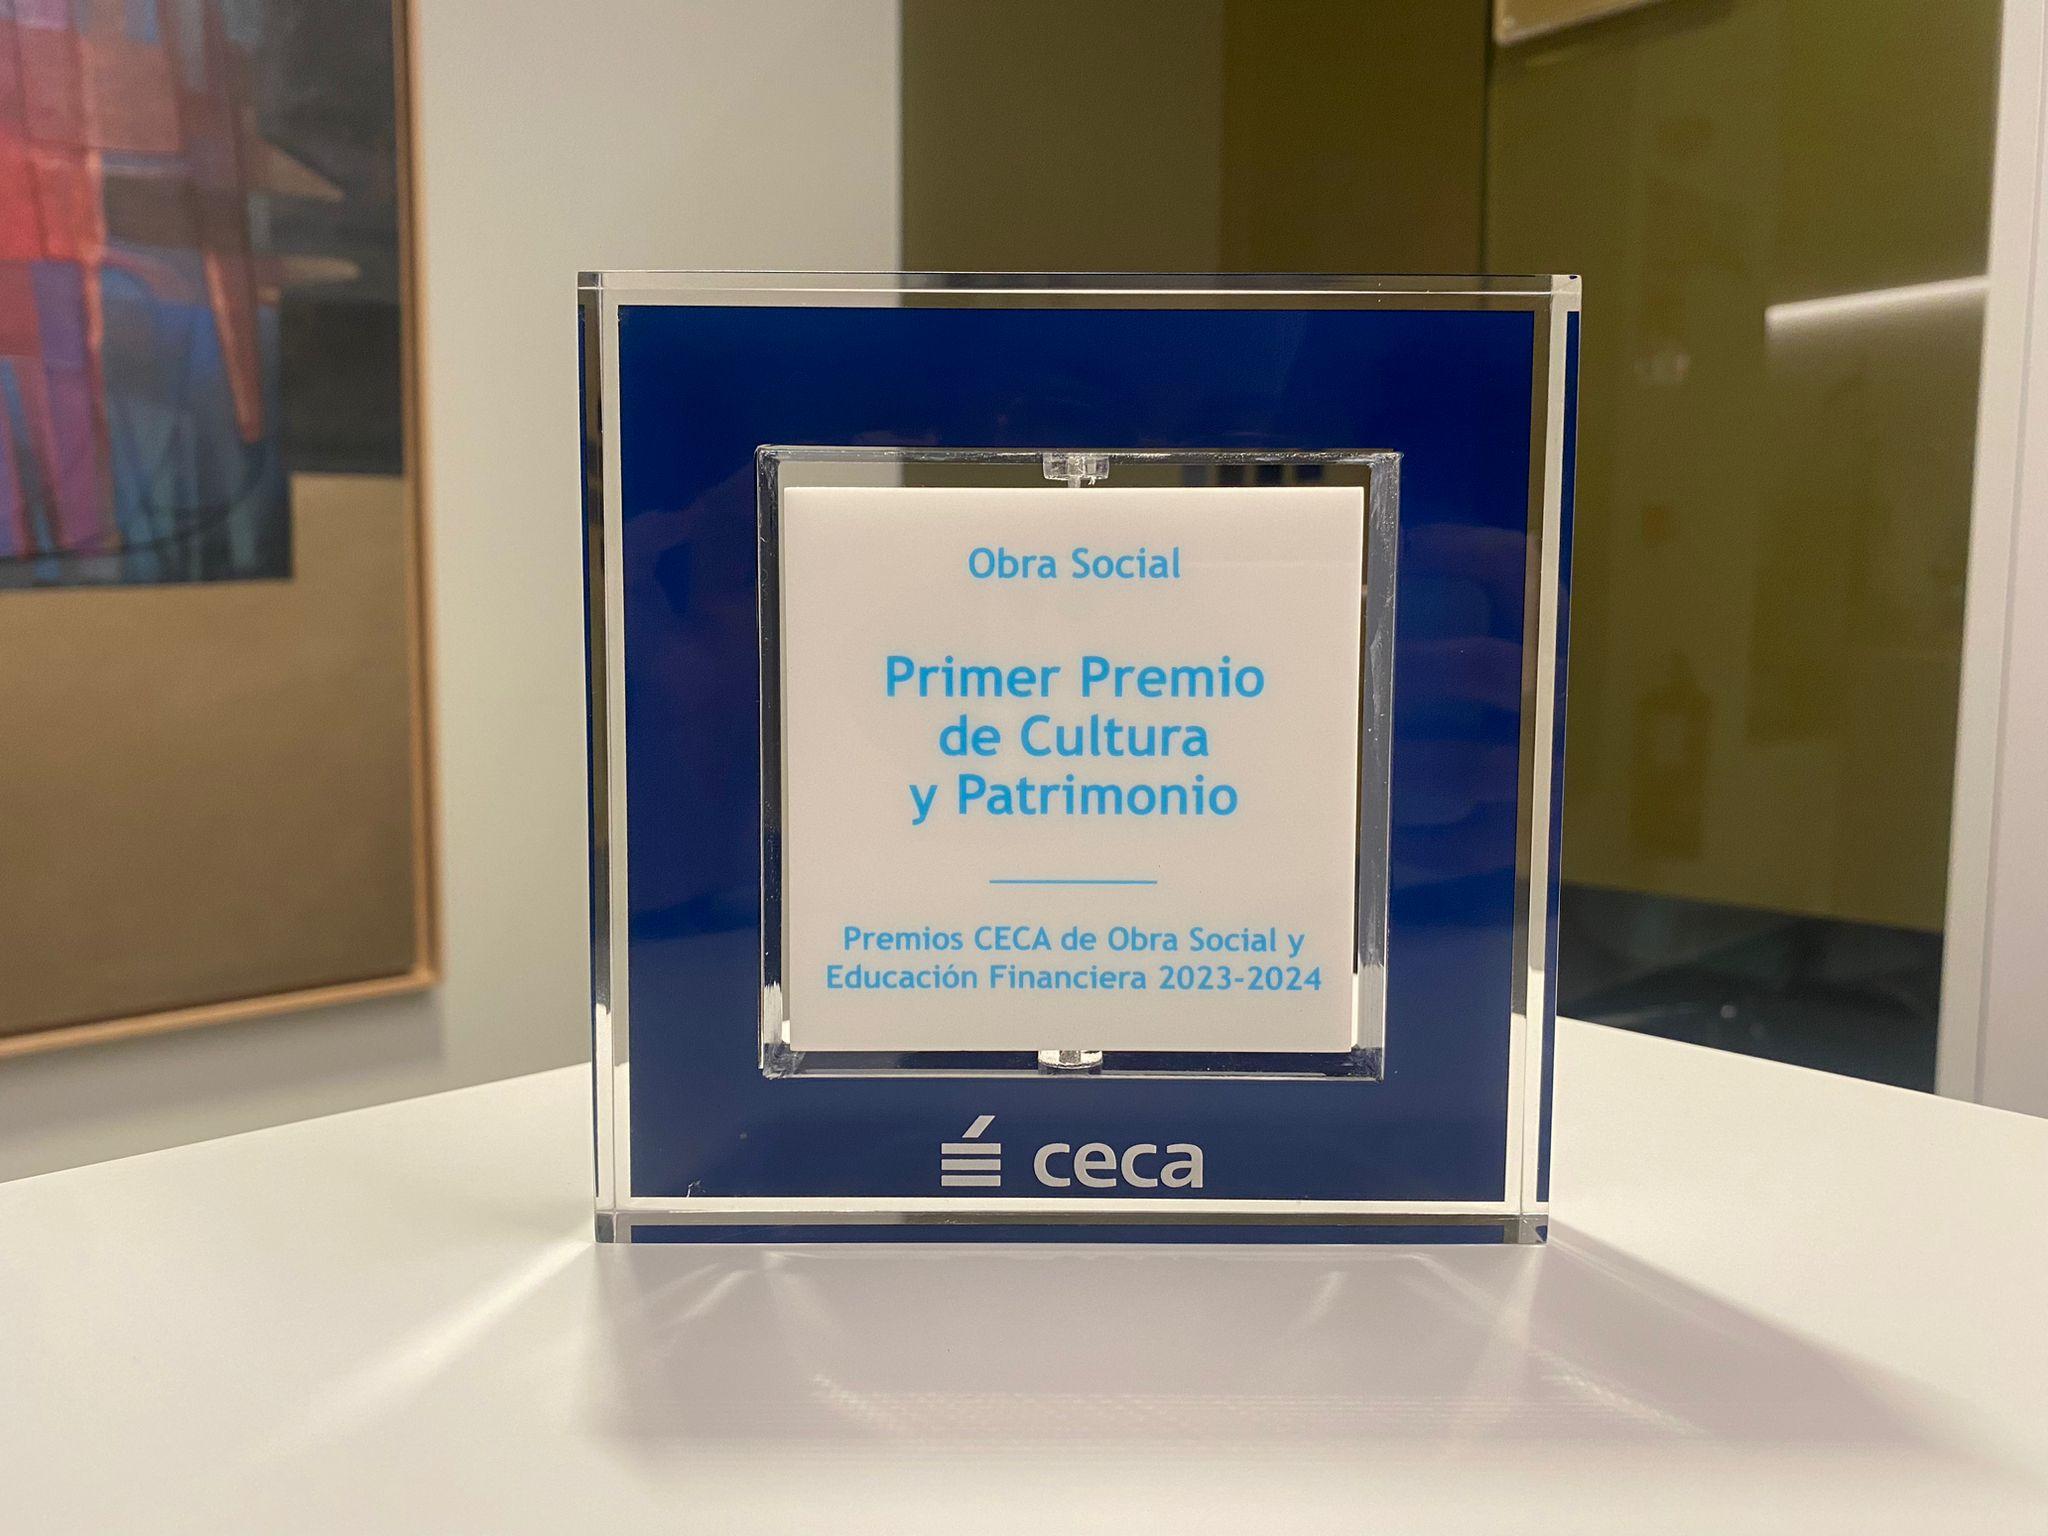 Obra Social
Primer Premio
de Cultura
y Patrimonio
Premios CECA de Obra Social y
Educación Financiera 2023-2024
ceca